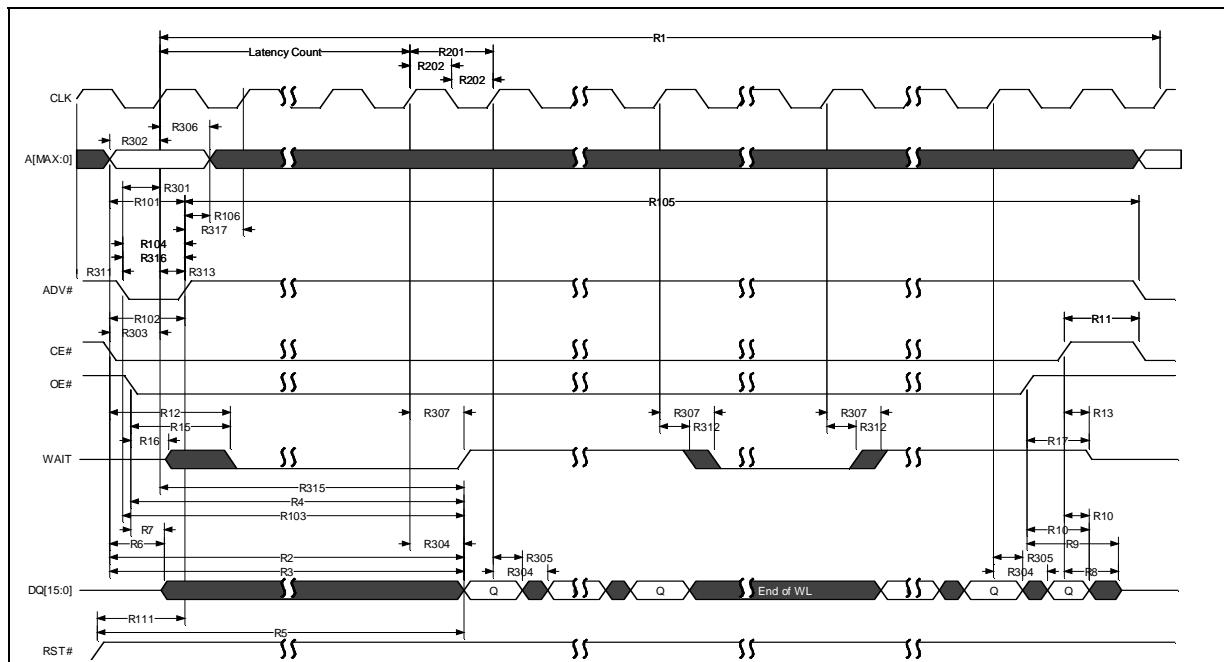 R1
Latency Count
R201
R202
R202
CLK
R306
R302
A[MAX:0]
R301
R101
R105
R106
R317
R104
R316
R311
R313
ADV#
R102
R303
R11
CE#
OE#
R12
R307
R307
R307
R13
R15
R312
R312
R16
R17
WAIT
R315
R4
R103
R7
R10
R6
R304
R10
R2
R305
R9
R305
R3
R304
R304
R8
DQ[15:0]
Q
Q
End of WL
Q
Q
R111
R5
RST#